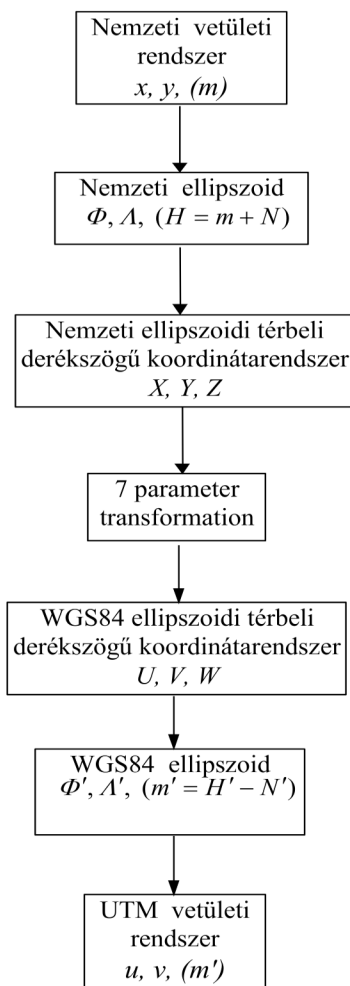 Nemzeti vetületi
rendszer
x, y, (m)
Nemzeti ellipszoid
Φ, Λ, (H = m + N)
Nemzeti ellipszoidi térbeli
derékszögű koordinátarendszer
X, Y, Z
7 parameter
transformation
WGS84 ellipszoidi térbeli
derékszögű koordinátarendszer
U, V, W
WGS84 ellipszoid
Φ′, Λ′, (m′ = H′ − N′)
UTM vetületi
rendszer
u, v, (m′)